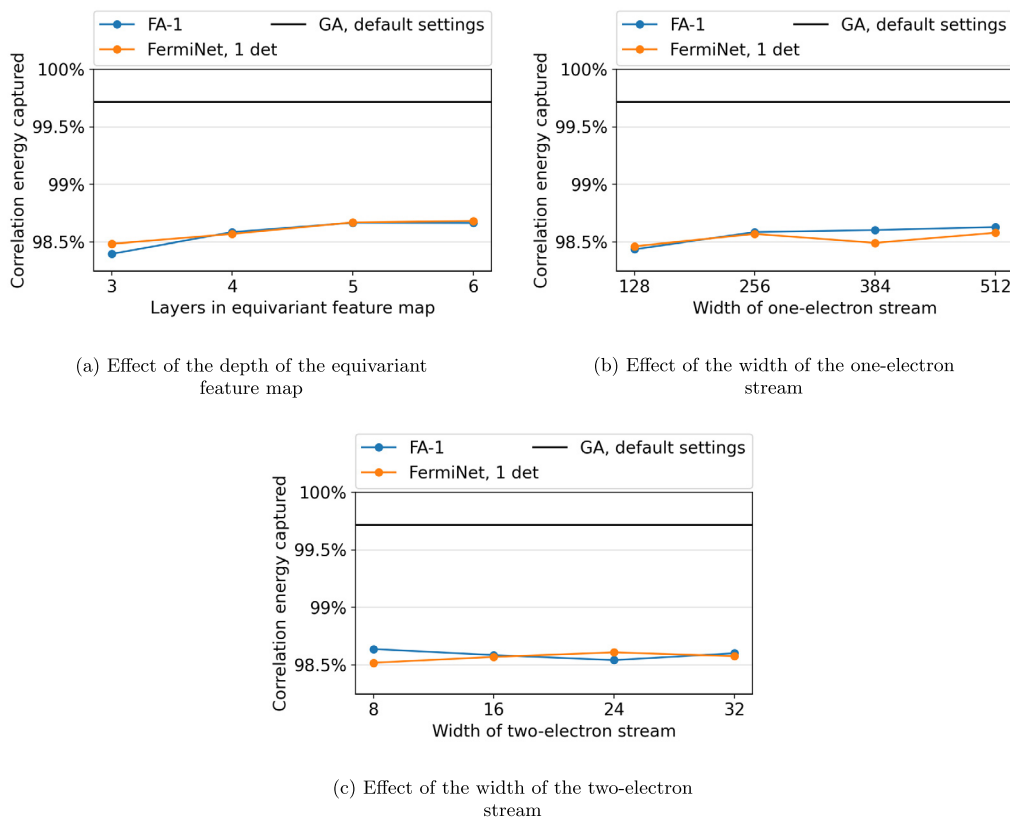 FA-1
GA, default settings
FermiNet, 1 det
100%
99.5%
99%
98.5%
Correlation energy captured
3 4 5 6
Layers in equivariant feature map
(a) Effect of the depth of the equivariant
feature map
FA-1
GA, default settings
FermiNet, 1 det
100%
99.5%
99%
98.5%
Correlation energy captured
128 256 384 512
Width of one-electron stream
(b) Effect of the width of the one-electron
stream
FA-1
GA, default settings
FermiNet, 1 det
100%
99.5%
99%
98.5%
Correlation energy captured
8 16 24 32
Width of two-electron stream
(c) Effect of the width of the two-electron
stream